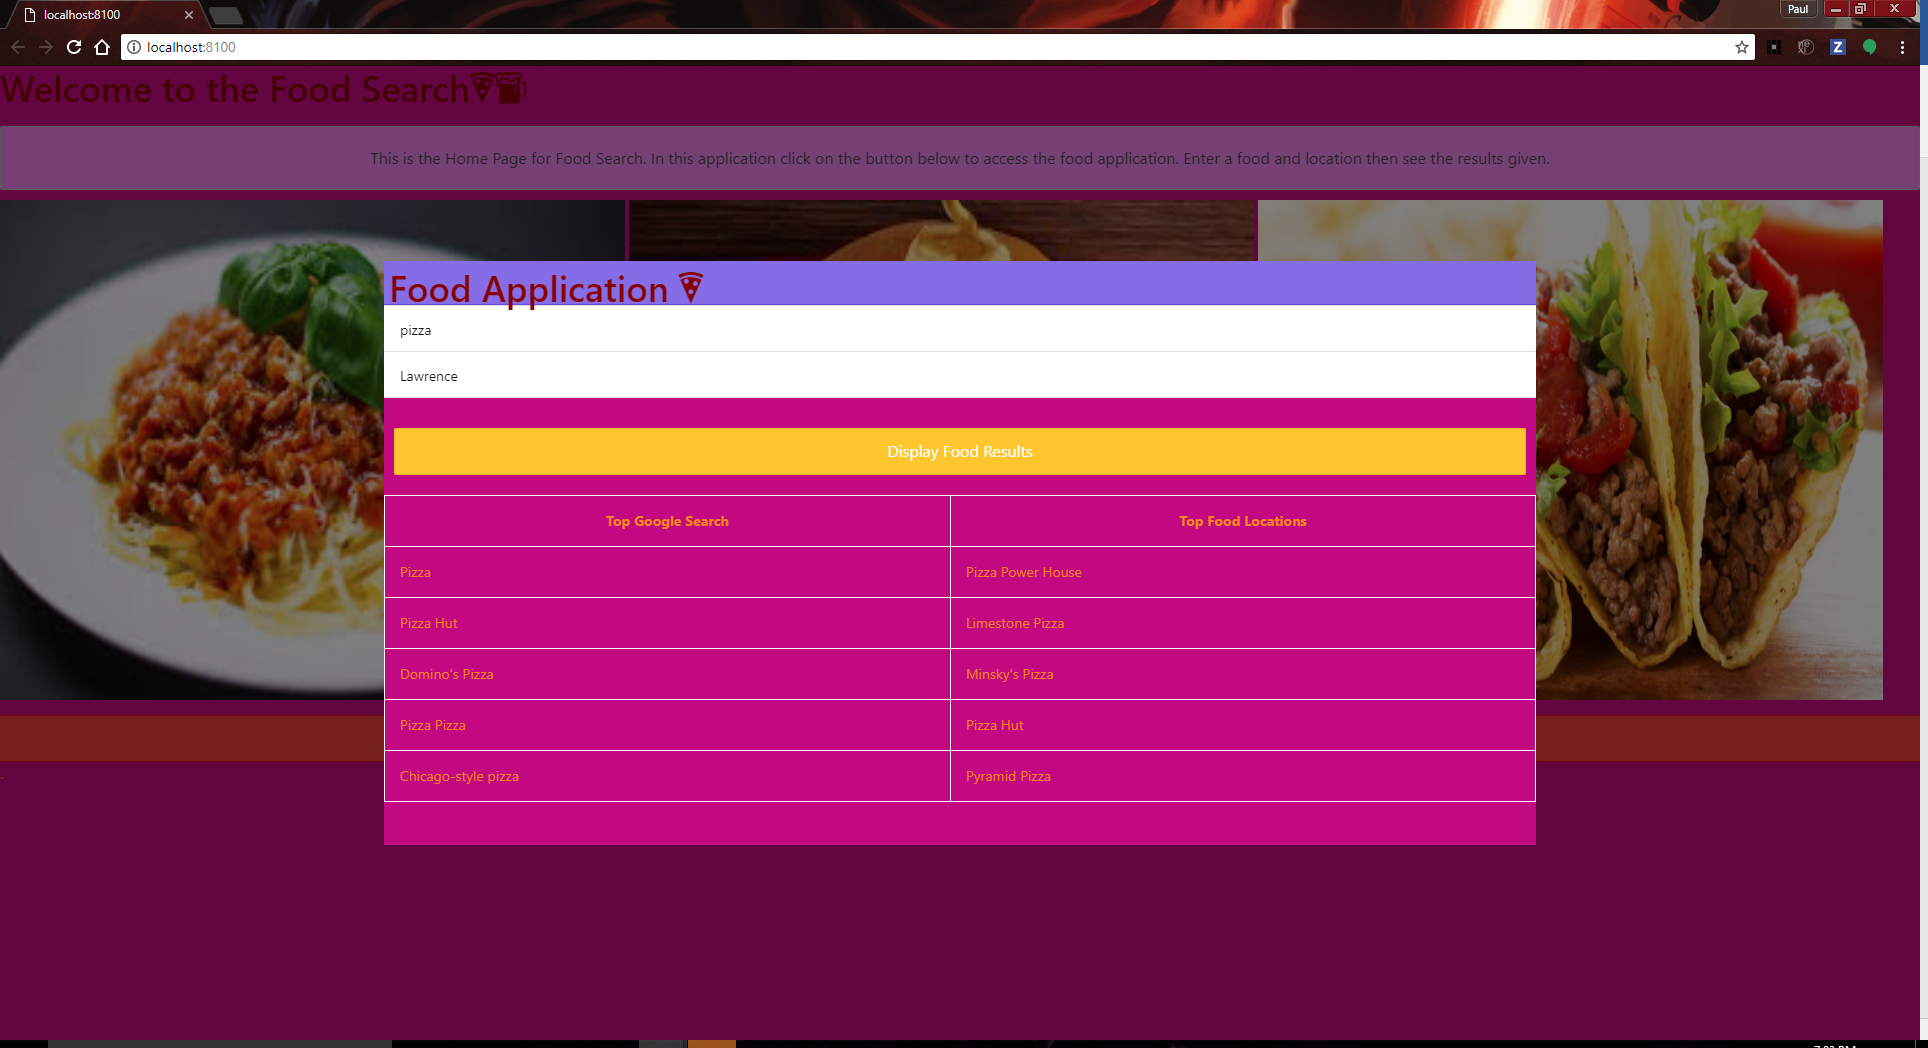 localhost:8100
Paul
localhost:8100
Z
Welcome to the Food Search
This is the Home Page for Food Search. In this application click on the button below to access the food application. Enter a food and location then see the results given.
Food Application
pizza
Lawrence
Display Food Results
Top Google Search Top Food Locations
Pizza Pizza Power House
Pizza Hut Limestone Pizza
Domino's Pizza Minsky's Pizza
Pizza Pizza Pizza Hut
Chicago-style pizza Pyramid Pizza